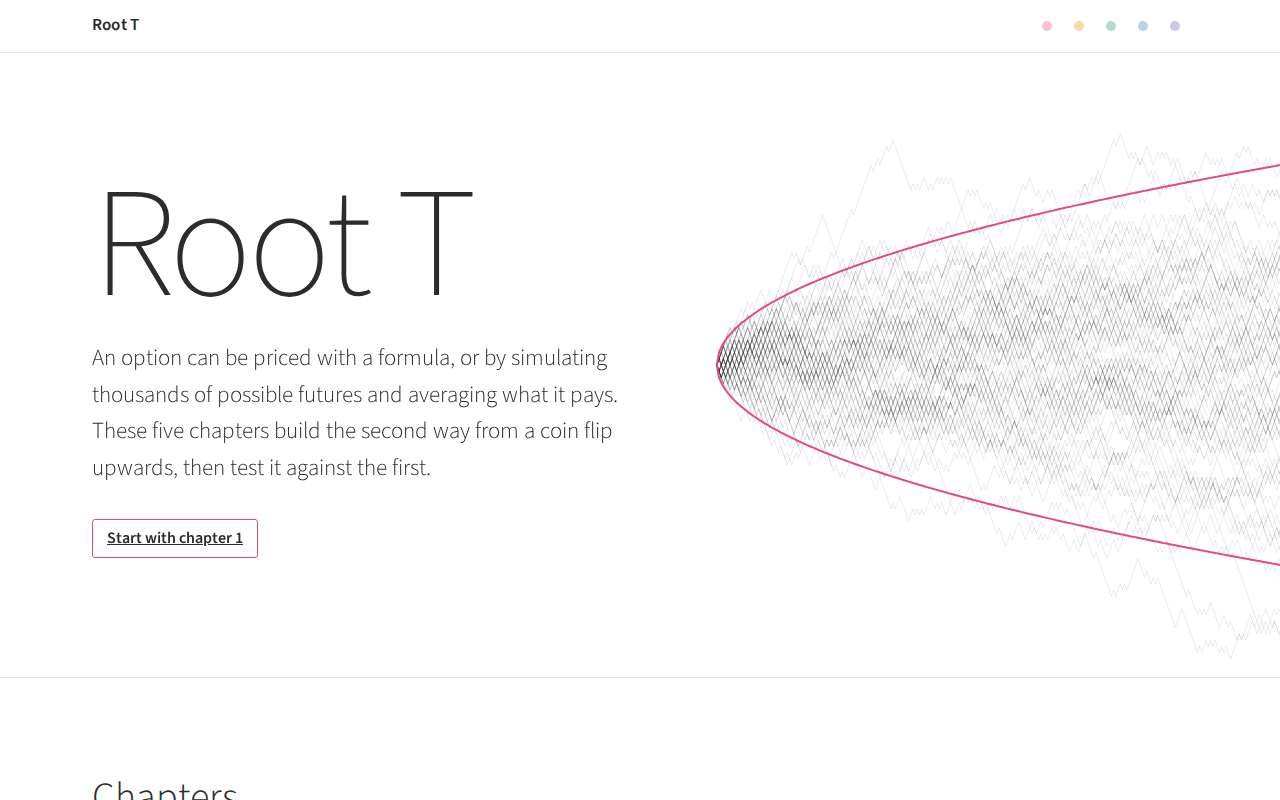 Root T
Root T
An option can be priced with a formula, or by simulating
thousands of possible futures and averaging what it pays.
These five chapters build the second way from a coin flip
upwards, then test it against the first.
Start with chapter 1
Chapters